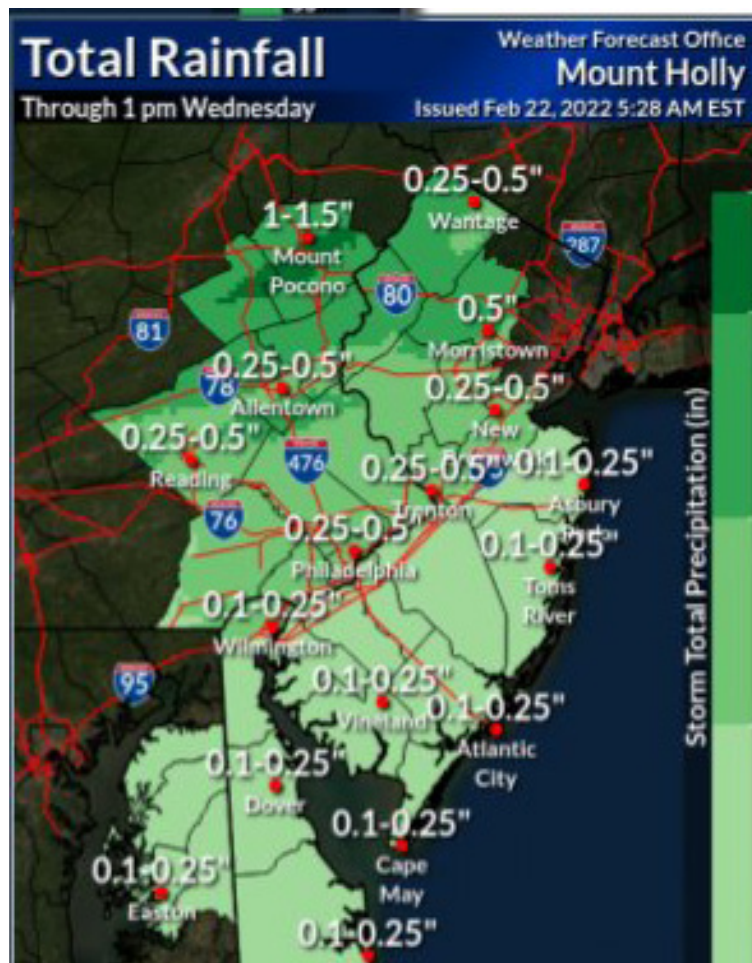 Total Rainfall
Weather Forecast Office
Mount Holly
Through 1 pm Wednesday
Issued Feb 22, 2022 5:28 AM EST
0.25-0.5"
Wantage
1-1.5"
Mount
Pocono
287
80
81
0.5"
Morristown
0.25-0.5"
78
Allentown
0.25-0.5"
New
0.25-0.5"
Reading
476
0.25-0.5"
Trenton
0.1-0.25"
Asbury
76
0.25-0.5"
Philadelphia
0.1-0.25"
Toms
River
0.1-0.25"
Wilmington
95
0.1-0.25"
Vineland
0.1-0.25"
Atlantic
City
0.1-0.25"
Dover
0.1-0.25"
Cape
May
0.1-0.25"
Easton
0.1-0.25"
Storm Total Precipitation (in)